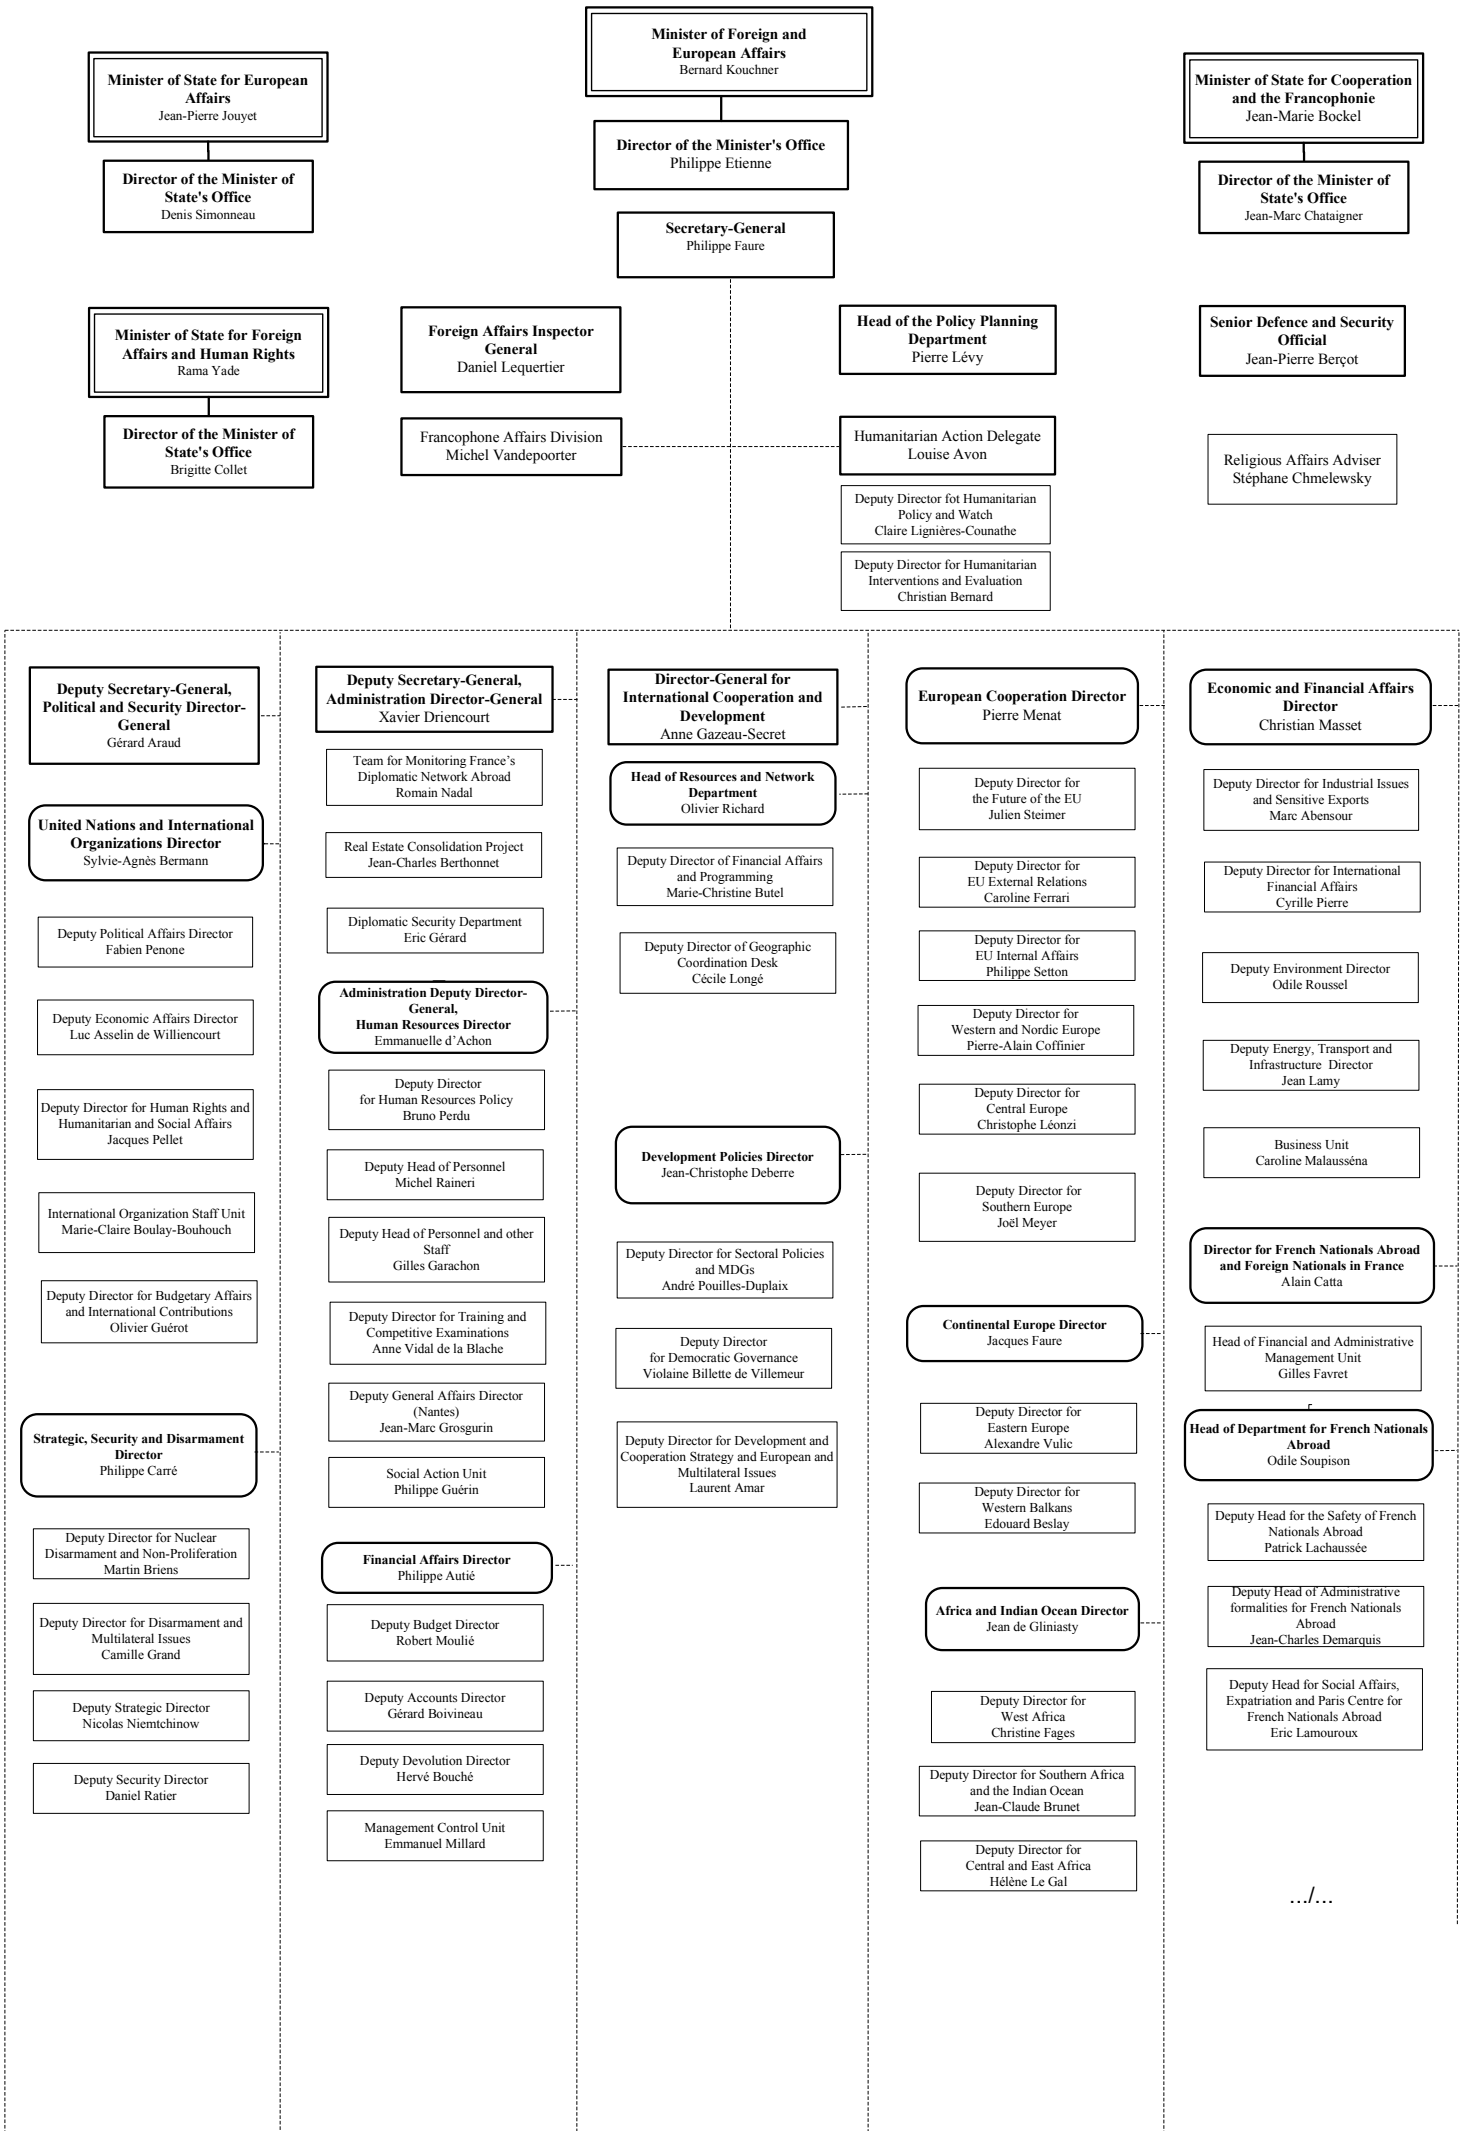 Minister of Foreign and
European Affairs
Bernard Kouchner
Minister of State for European
Affairs
Jean-Pierre Jouyet
Minister of State for Cooperation
and the Francophonie
Jean-Marie Bockel
Director of the Minister's Office
Philippe Etienne
Director of the Minister of
State's Office
Denis Simonneau
Director of the Minister of
State's Office
Jean-Marc Chataigner
Secretary-General
Philippe Faure
Minister of State for Foreign
Affairs and Human Rights
Rama Yade
Foreign Affairs Inspector
General
Daniel Lequertier
Head of the Policy Planning
Department
Pierre Lévy
Senior Defence and Security
Official
Jean-Pierre Berçot
Director of the Minister of
State's Office
Brigitte Collet
Francophone Affairs Division
Michel Vandepoorter
Humanitarian Action Delegate
Louise Avon
Religious Affairs Adviser
Stéphane Chmelewsky
Deputy Director fot Humanitarian
Policy and Watch
Claire Lignières-Counathe
Deputy Director for Humanitarian
Interventions and Evaluation
Christian Bernard
Deputy Secretary-General,
Political and Security Director-
General
Gérard Araud
United Nations and International
Organizations Director
Sylvie-Agnès Bermann
Deputy Political Affairs Director
Fabien Penone
Deputy Economic Affairs Director
Luc Asselin de Williencourt
Deputy Director for Human Rights and
Humanitarian and Social Affairs
Jacques Pellet
International Organization Staff Unit
Marie-Claire Boulay-Bouhouch
Deputy Director for Budgetary Affairs
and International Contributions
Olivier Guérot
Strategic, Security and Disarmament
Director
Philippe Carré
Deputy Director for Nuclear
Disarmament and Non-Proliferation
Martin Briens
Deputy Director for Disarmament and
Multilateral Issues
Camille Grand
Deputy Strategic Director
Nicolas Niemtchinow
Deputy Security Director
Daniel Ratier
Deputy Secretary-General,
Administration Director-General
Xavier Driencourt
Team for Monitoring France’s
Diplomatic Network Abroad
Romain Nadal
Real Estate Consolidation Project
Jean-Charles Berthonnet
Diplomatic Security Department
Eric Gérard
Administration Deputy Director-
General,
Human Resources Director
Emmanuelle d’Achon
Deputy Director
for Human Resources Policy
Bruno Perdu
Deputy Head of Personnel
Michel Raineri
Deputy Head of Personnel and other
Staff
Gilles Garachon
Deputy Director for Training and
Competitive Examinations
Anne Vidal de la Blache
Deputy General Affairs Director
(Nantes)
Jean-Marc Grosgurin
Social Action Unit
Philippe Guérin
Financial Affairs Director
Philippe Autié
Deputy Budget Director
Robert Moulié
Deputy Accounts Director
Gérard Boivineau
Deputy Devolution Director
Hervé Bouché
Management Control Unit
Emmanuel Millard
Director-General for
International Cooperation and
Development
Anne Gazeau-Secret
Head of Resources and Network
Department
Olivier Richard
Deputy Director of Financial Affairs
and Programming
Marie-Christine Butel
Deputy Director of Geographic
Coordination Desk
Cécile Longé
Development Policies Director
Jean-Christophe Deberre
Deputy Director for Sectoral Policies
and MDGs
André Pouilles-Duplaix
Deputy Director
for Democratic Governance
Violaine Billette de Villemeur
Deputy Director for Development and
Cooperation Strategy and European and
Multilateral Issues
Laurent Amar
European Cooperation Director
Pierre Menat
Deputy Director for
the Future of the EU
Julien Steimer
Deputy Director for
EU External Relations
Caroline Ferrari
Deputy Director for
EU Internal Affairs
Philippe Setton
Deputy Director for
Western and Nordic Europe
Pierre-Alain Coffinier
Deputy Director for
Central Europe
Christophe Léonzi
Deputy Director for
Southern Europe
Joël Meyer
Continental Europe Director
Jacques Faure
Deputy Director for
Eastern Europe
Alexandre Vulic
Deputy Director for
Western Balkans
Edouard Beslay
Africa and Indian Ocean Director
Jean de Gliniasty
Deputy Director for
West Africa
Christine Fages
Deputy Director for Southern Africa
and the Indian Ocean
Jean-Claude Brunet
Deputy Director for
Central and East Africa
Hélène Le Gal
Economic and Financial Affairs
Director
Christian Masset
Deputy Director for Industrial Issues
and Sensitive Exports
Marc Abensour
Deputy Director for International
Financial Affairs
Cyrille Pierre
Deputy Environment Director
Odile Roussel
Deputy Energy, Transport and
Infrastructure Director
Jean Lamy
Business Unit
Caroline Malausséna
Director for French Nationals Abroad
and Foreign Nationals in France
Alain Catta
Head of Financial and Administrative
Management Unit
Gilles Favret
Head of Department for French Nationals
Abroad
Odile Soupison
Deputy Head for the Safety of French
Nationals Abroad
Patrick Lachaussée
Deputy Head of Administrative
formalities for French Nationals
Abroad
Jean-Charles Demarquis
Deputy Head for Social Affairs,
Expatriation and Paris Centre for
French Nationals Abroad
Eric Lamouroux
.../...